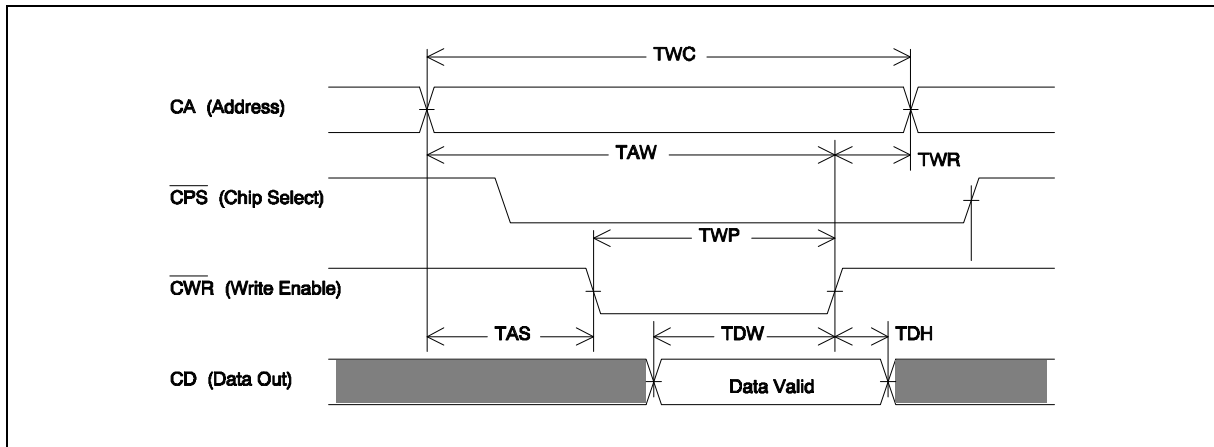 TWC
CA (Address)
TAW
TWR
CPS (Chip Select)
TWP
CWR (Write Enable)
TAS
TDW
TDH
CD (Data Out)
Data Valid